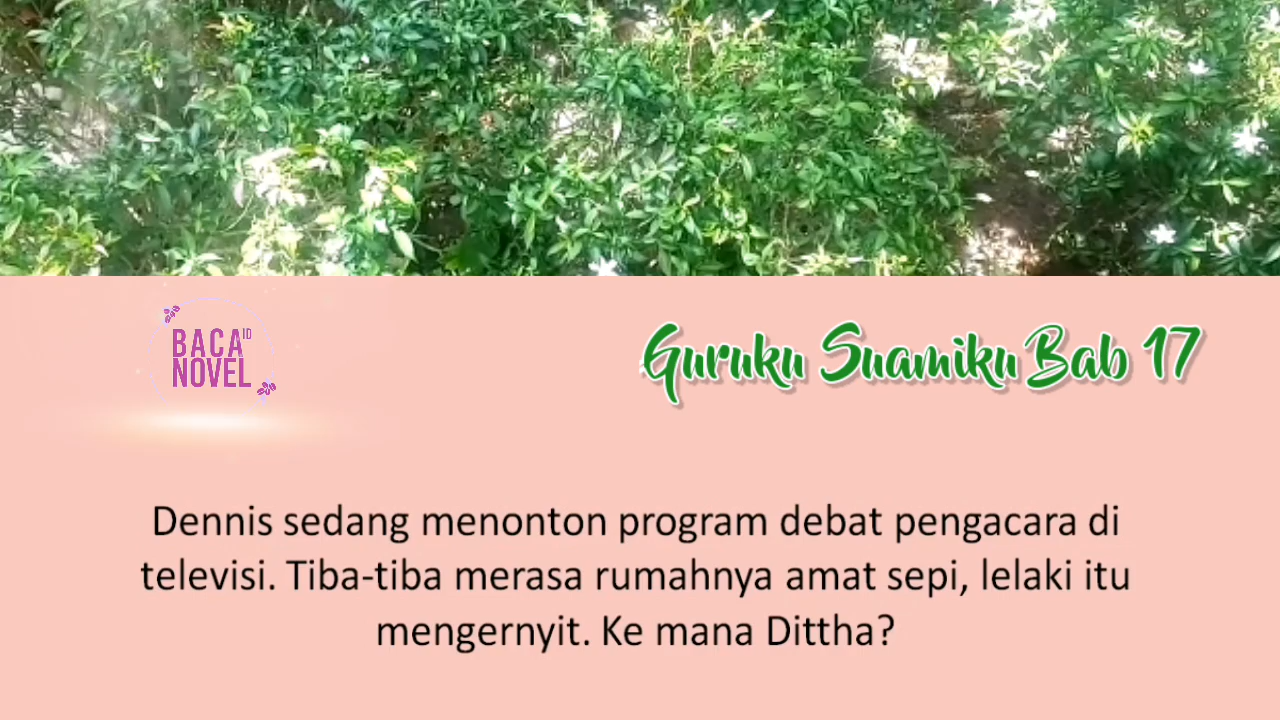 BACA ID
NOVEL
Guruku Suamiku Bab 17
Dennis sedang menonton program debat pengacara di
televisi. Tiba-tiba merasa rumahnya amat sepi, lelaki itu
mengernyit. Ke mana Dittha?